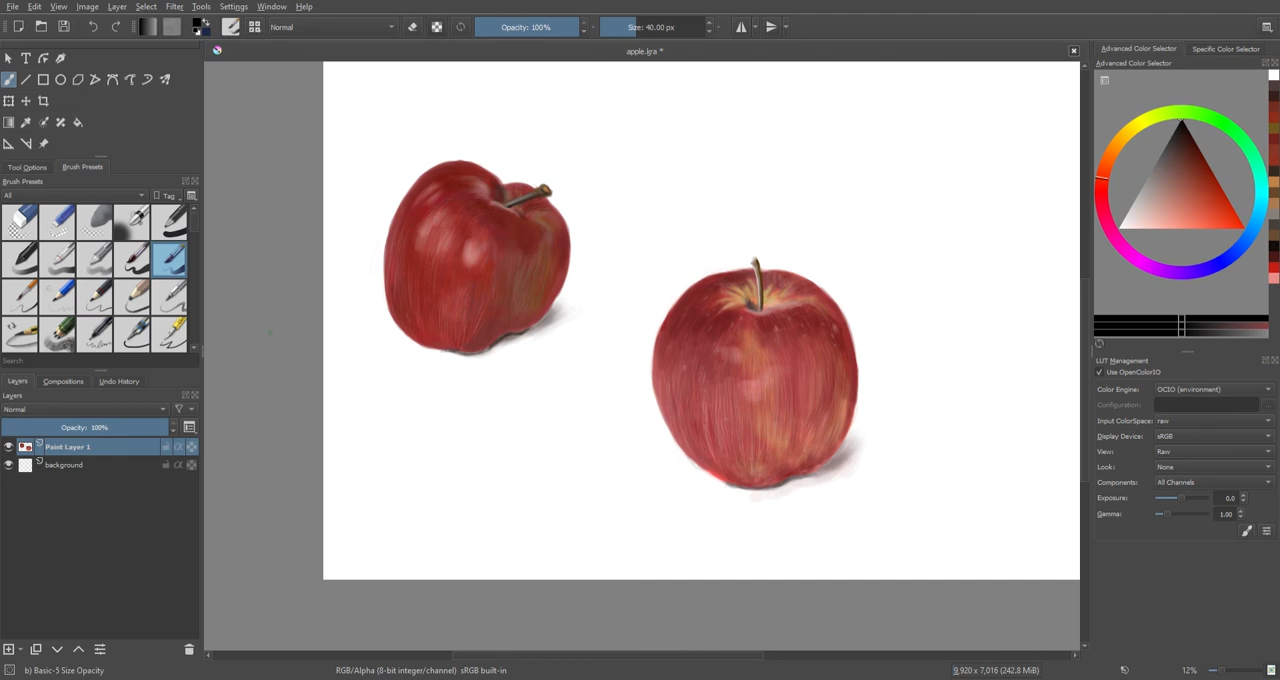 File Edit View Image Layer Select Filter Tools Settings Window Help
Normal Opacity: 100% Size: 40.00 px
apple.kra *
Advanced Color Selector Specific Color Selector
Advanced Color Selector
Tool Options Brush Presets
Brush Presets
All Tag
Search
Layers Compositions Undo History
Layers
Normal
Opacity: 100%
Paint Layer 1
background
LUT Management
Use OpenColorIO
Color Engine: OCIO (environment)
Configuration: ...
Input ColorSpace: raw
Display Device: sRGB
View: Raw
Look: None
Components: All Channels
Exposure: 0.0
Gamma: 1.00
b) Basic-5 Size Opacity
RGB/Alpha (8-bit integer/channel) sRGB built-in
9,920 x 7,016 (242.8 MiB)
12%